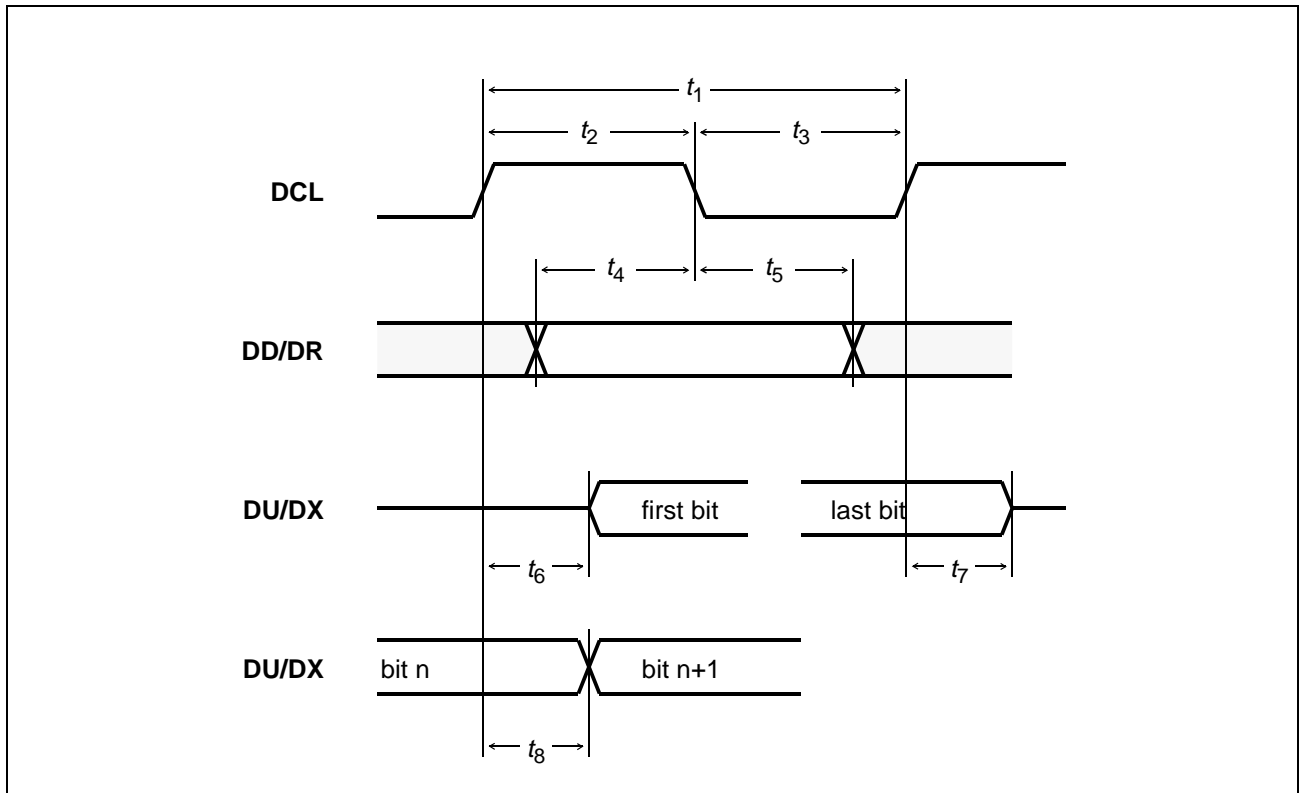 t1
t2 t3
DCL
t4 t5
DD/DR
DU/DX first bit last bit
t6 t7
DU/DX bit n bit n+1
t8